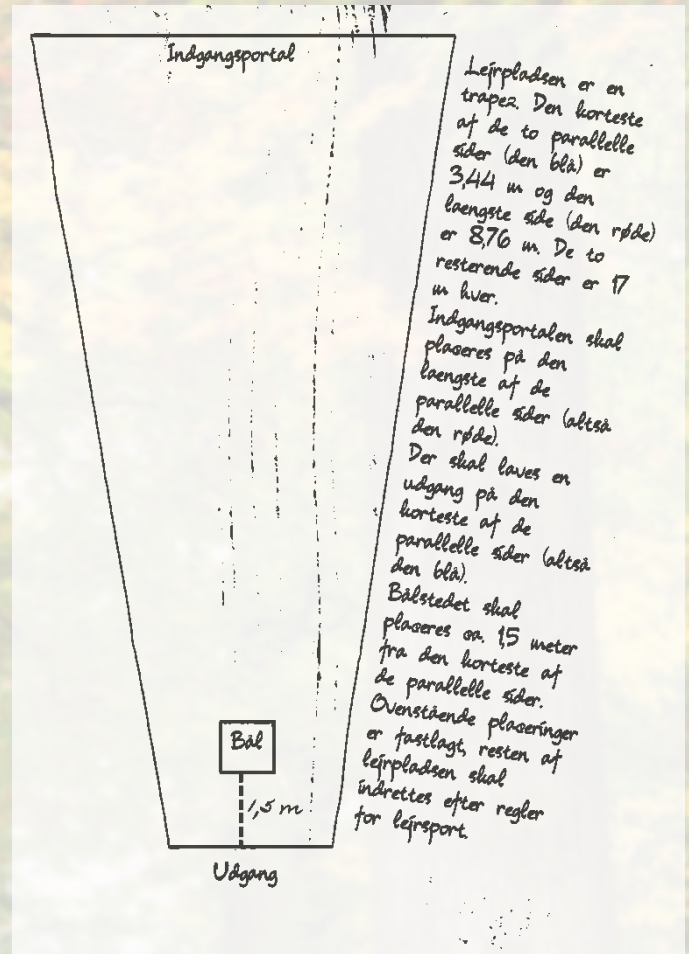 Indgangsportal
Lejrpladsen er en
trapez. Den korteste
af de to parallelle
sider (den blå) er
3,44 m og den
laengste side (den røde)
er 8,76 m. De to
resterende sider er 17
m hver.
Indgangsportalen skal
placeres på den
laengste af de
parallelle sider (altså
den røde).
Der skal laves en
udgang på den
korteste af de
parallelle sider (altså
den blå).
Bålstedet skal
placeres ca. 1,5 meter
fra den korteste af
de parallelle sider.
Ovenstående placeringer
er fastlagt, resten af
lejrpladsen skal
indrettes efter regler
for lejrsport.
Bål
1,5 m
Udgang